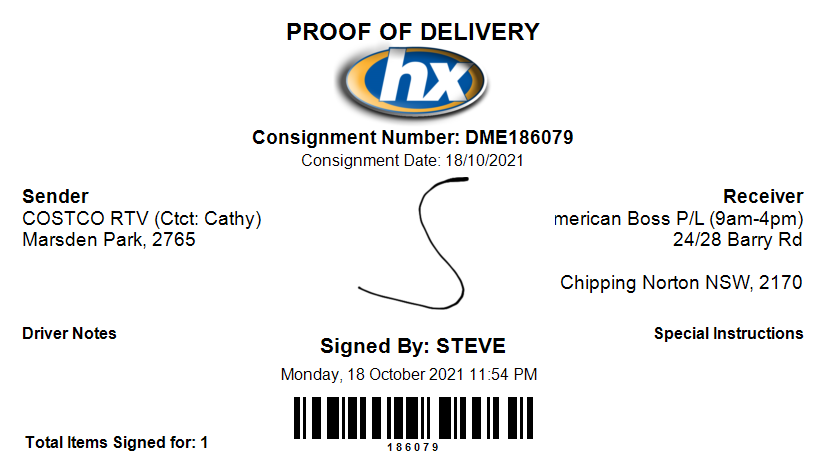 PROOF OF DELIVERY
hx
Consignment Number: DME186079
Consignment Date: 18/10/2021
Sender
COSTCO RTV (Ctct: Cathy)
Marsden Park, 2765
Receiver
merican Boss P/L (9am-4pm)
24/28 Barry Rd
Chipping Norton NSW, 2170
Driver Notes
Special Instructions
Signed By: STEVE
Monday, 18 October 2021 11:54 PM
186079
Total Items Signed for: 1